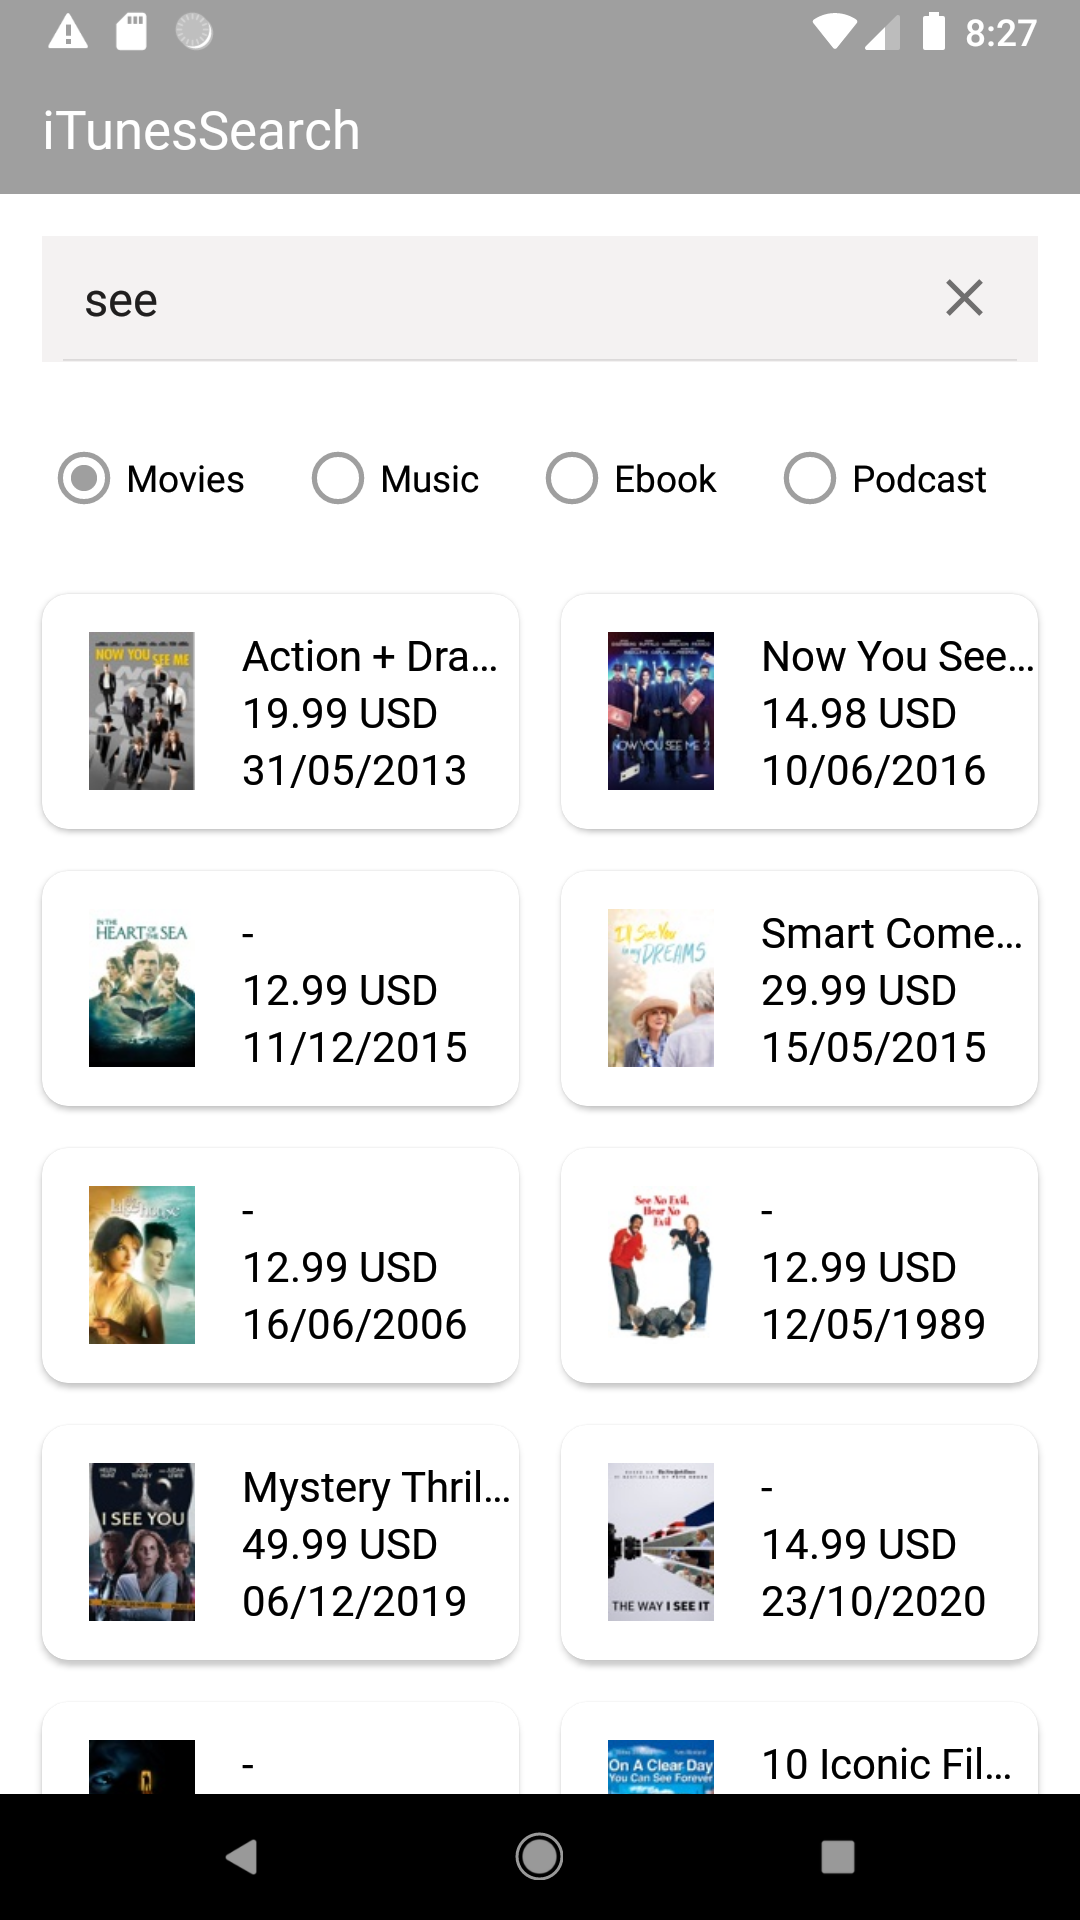 8:27
iTunesSearch
see
Movies
Music
Ebook
Podcast
NOW YOU SEE ME
Action + Dra...
19.99 USD
31/05/2013
NOW YOU SEE ME 2
Now You See...
14.98 USD
10/06/2016
IN THE
HEART OF THE SEA
-
12.99 USD
11/12/2015
I'll See You
in my DREAMS
Smart Come...
29.99 USD
15/05/2015
the lake house
-
12.99 USD
16/06/2006
See No Evil,
Hear No
Evil
-
12.99 USD
12/05/1989
I SEE YOU
Mystery Thril...
49.99 USD
06/12/2019
THE WAY I SEE IT
-
14.99 USD
23/10/2020
-
On A Clear Day
You Can See Forever
10 Iconic Fil...